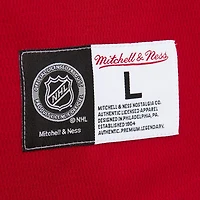 NHL
® NHL
Mitchell & Ness
Mitchell & Ness
L
MITCHELL & NESS NOSTALGIA CO.
AUTHENTIC LICENSED APPAREL
DESIGNED IN PHILADELPHIA, PA.
ESTABLISHED 1904
AUTHENTIC. PREMIUM. LEGENDARY.